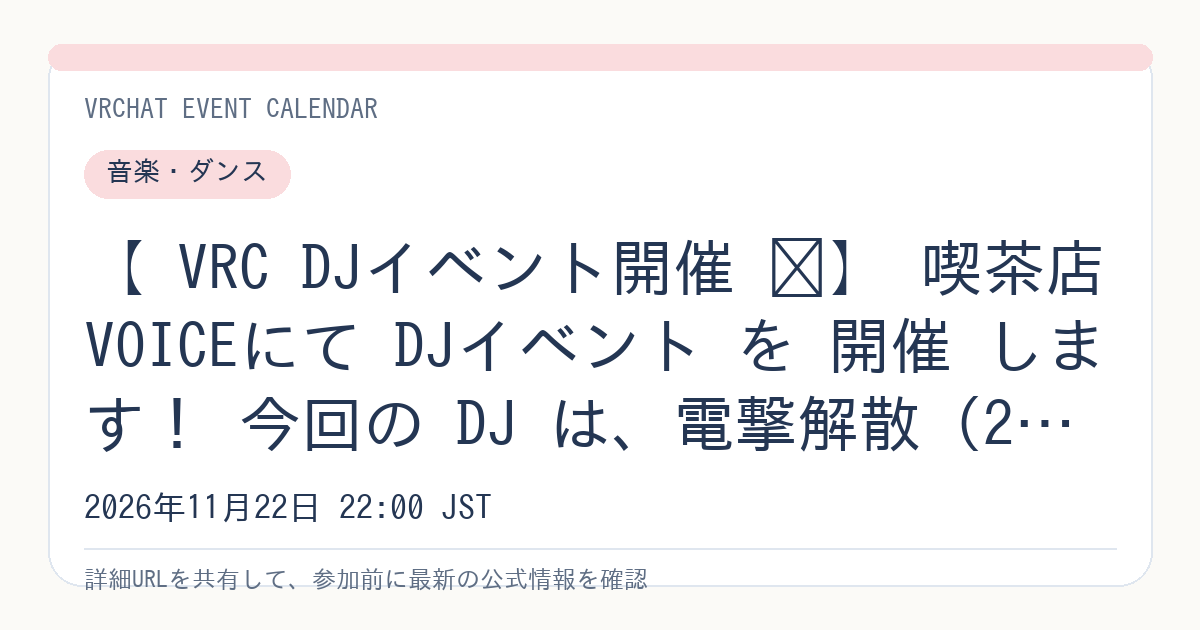 VRCHAT EVENT CALENDAR
音楽・ダンス
【 VRC DJイベント開催 】 喫茶店
VOICEにて DJイベント を 開催 しま
す！ 今回の DJ は、電撃解散（2…
2026年11月22日 22:00 JST
詳細URLを共有して、参加前に最新の公式情報を確認